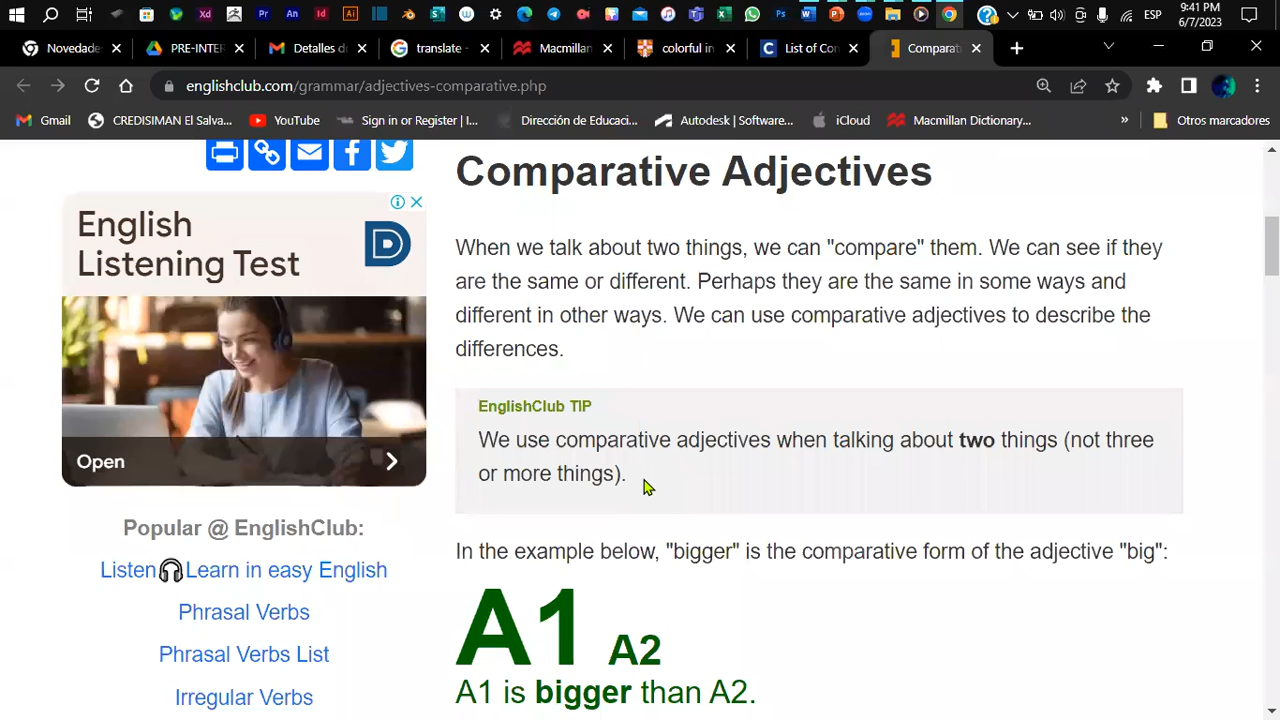 9:41 PM
ESP
6/7/2023
Novedade
PRE-INTER
Detalles d
translate -
Macmillan
colorful in
List of Con
Comparat
englishclub.com/grammar/adjectives-comparative.php
Gmail
CREDISIMAN El Salva...
YouTube
Sign in or Register | I...
Dirección de Educaci...
Autodesk | Software...
iCloud
Macmillan Dictionary...
»
Otros marcadores
English
Listening Test
Open
Popular @ EnglishClub:
Listen Learn in easy English
Phrasal Verbs
Phrasal Verbs List
Irregular Verbs
Comparative Adjectives
When we talk about two things, we can "compare" them. We can see if they
are the same or different. Perhaps they are the same in some ways and
different in other ways. We can use comparative adjectives to describe the
differences.
EnglishClub TIP
We use comparative adjectives when talking about two things (not three
or more things).
In the example below, "bigger" is the comparative form of the adjective "big":
A1 A2
A1 is bigger than A2.